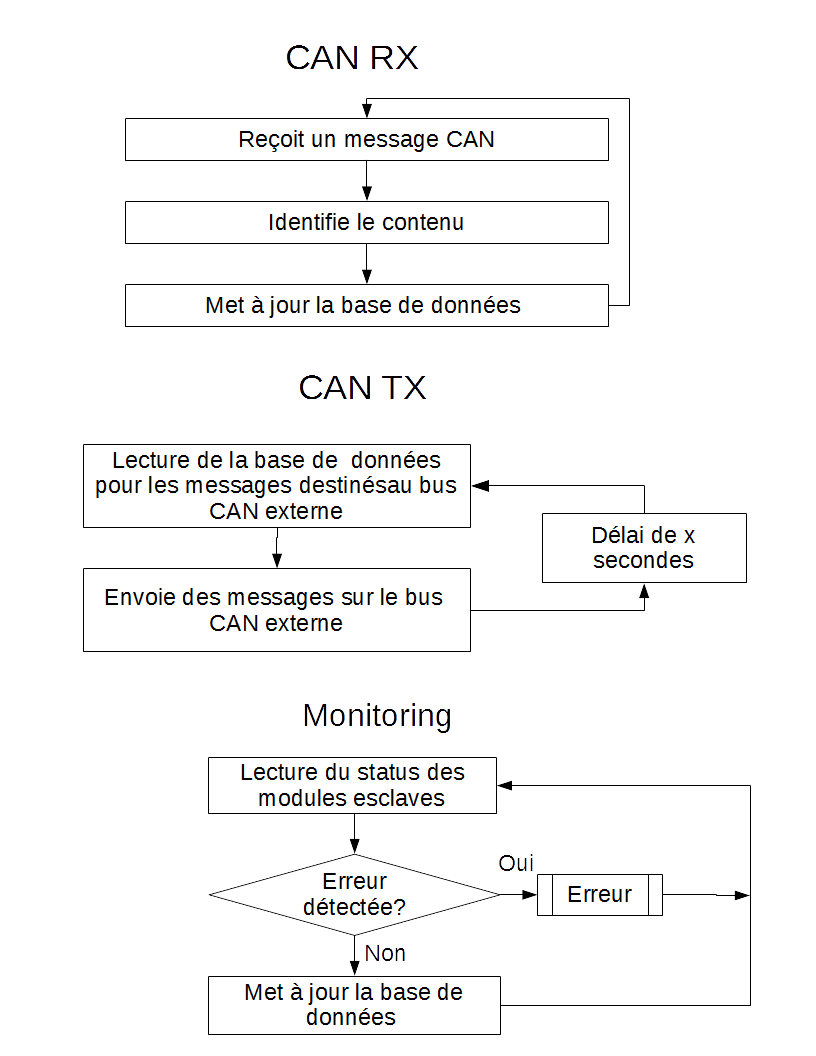 CAN RX
Reçoit un message CAN
Identifie le contenu
Met à jour la base de données
CAN TX
Lecture de la base de  données
pour les messages destinésau bus
CAN externe
Délai de x
secondes
Envoie des messages sur le bus
CAN externe
Monitoring
Lecture du status des
modules esclaves
Erreur
détectée?
Oui
Erreur
Non
Met à jour la base de
données